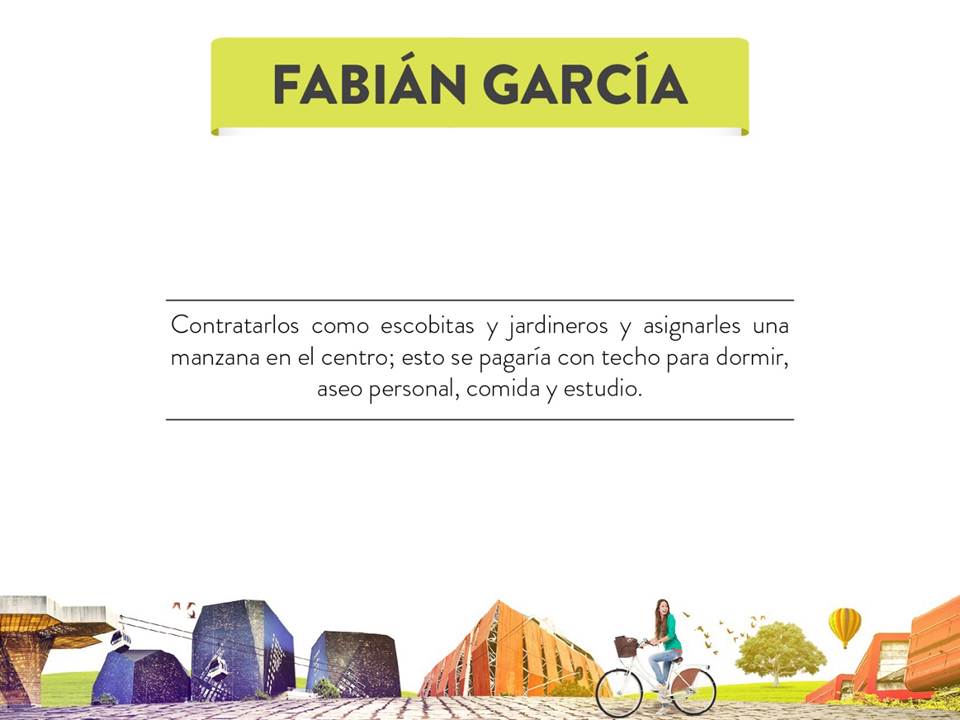 FABIÁN GARCÍA
Contratarlos como escobitas y jardineros y asignarles una
manzana en el centro; esto se pagaría con techo para dormir,
aseo personal, comida y estudio.